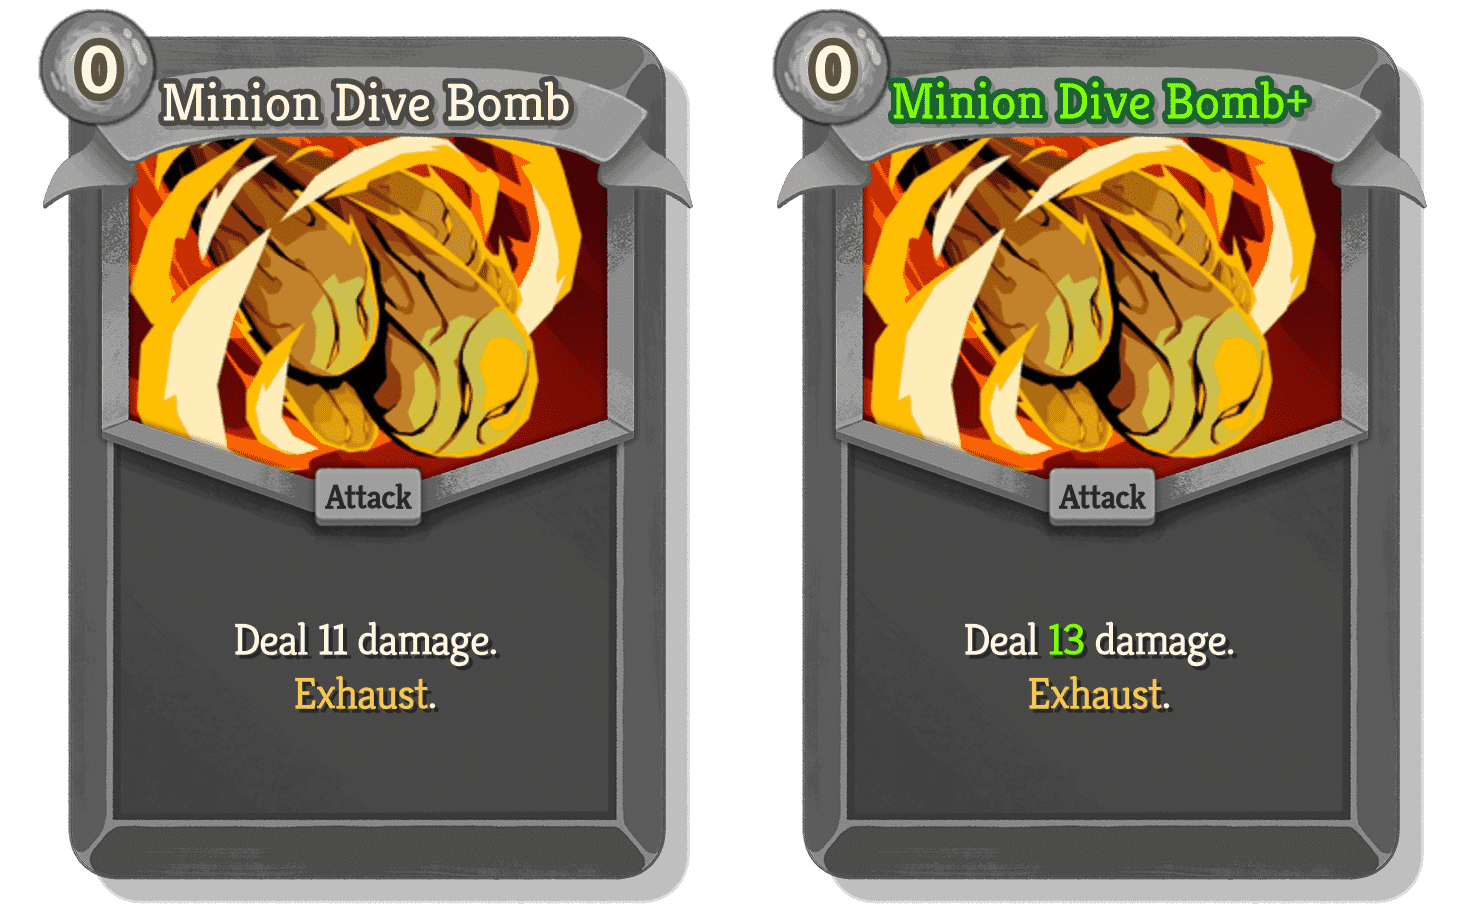 0
Minion Dive Bomb
Attack
Deal 11 damage.
Exhaust.
0
Minion Dive Bomb+
Attack
Deal 13 damage.
Exhaust.